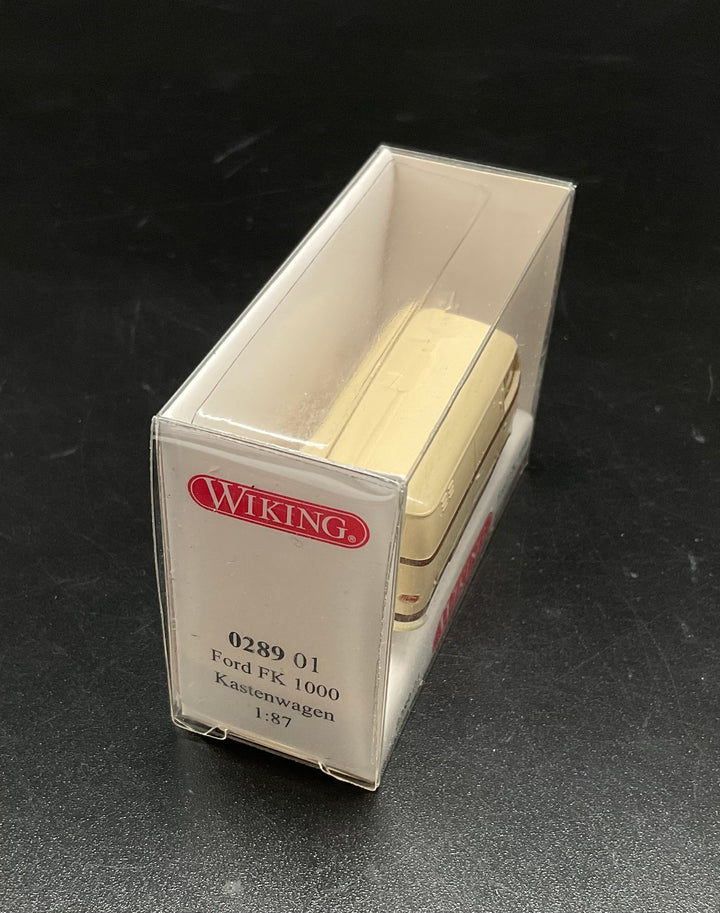 WIKING®
0289 01
Ford FK 1000
Kastenwagen
1:87